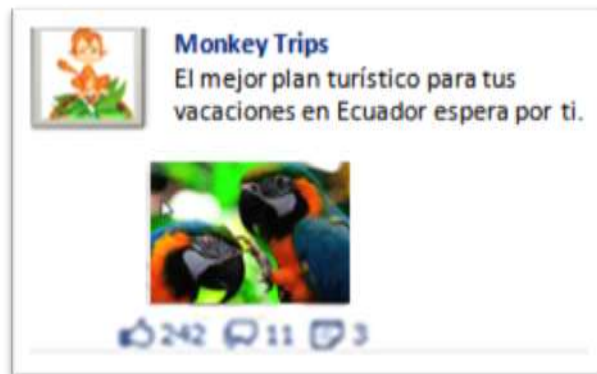 Monkey Trips
El mejor plan turístico para tus
vacaciones en Ecuador espera por ti.
242 11 3